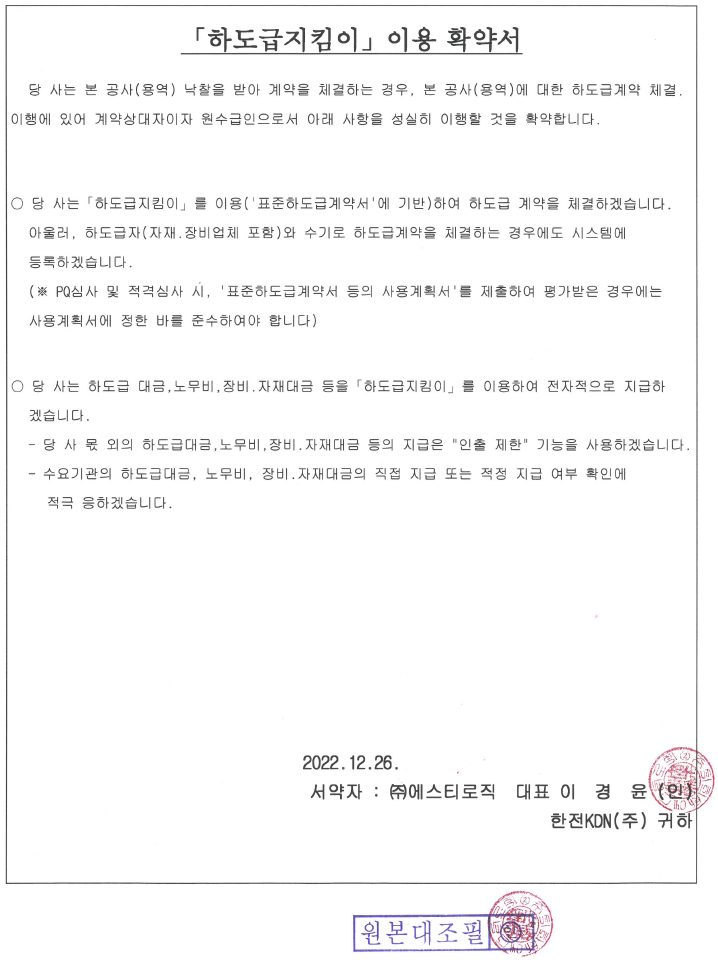 「하도급지킴이」 이용 확약서
당 사는 본 공사(용역) 낙찰을 받아 계약을 체결하는 경우, 본 공사(용역)에 대한 하도급계약 체결.
이행에 있어 계약상대자이자 원수급인으로서 아래 사항을 성실히 이행할 것을 확약합니다.
○ 당 사는「하도급지킴이」를 이용('표준하도급계약서'에 기반)하여 하도급 계약을 체결하겠습니다.
아울러, 하도급자(자재.장비업체 포함)와 수기로 하도급계약을 체결하는 경우에도 시스템에
등록하겠습니다.
(※ PQ심사 및 적격심사 시, '표준하도급계약서 등의 사용계획서'를 제출하여 평가받은 경우에는
사용계획서에 정한 바를 준수하여야 합니다)
○ 당 사는 하도급 대금,노무비,장비.자재대금 등을「하도급지킴이」를 이용하여 전자적으로 지급하
겠습니다.
- 당 사 몫 외의 하도급대금,노무비,장비.자재대금 등의 지급은 "인출 제한" 기능을 사용하겠습니다.
- 수요기관의 하도급대금, 노무비, 장비.자재대금의 직접 지급 또는 적정 지급 여부 확인에
적극 응하겠습니다.
2022.12.26.
서약자 : ㈜에스티로직 대표 이 경 윤 (인)
한전KDN(주) 귀하
원본대조필 ㊞